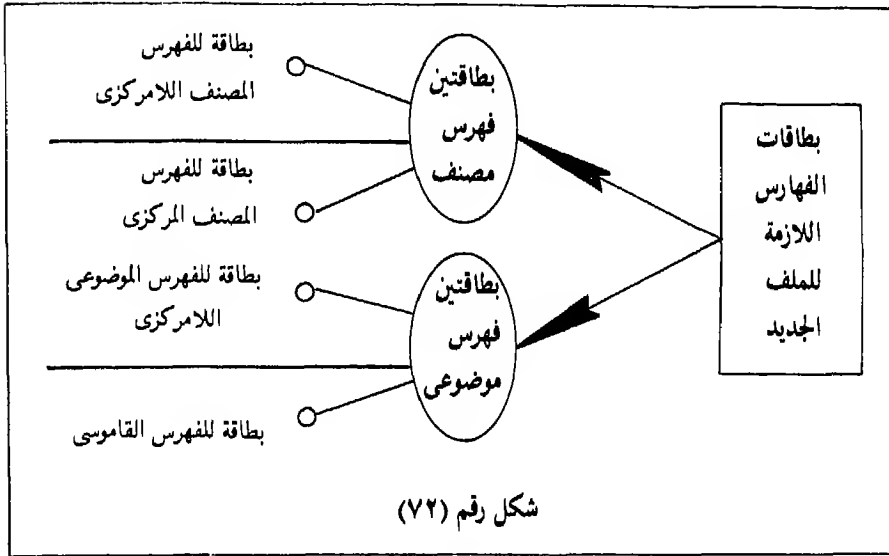 بطاقات
الفهارس
اللازمة
للملف
الجديد
بطاقتين
فهرس
مصنف
بطاقة للفهرس
المصنف اللامركزى
بطاقة للفهرس
المصنف المركزى
بطاقتين
فهرس
موضوعى
بطاقة للفهرس الموضوعى
اللامركزى
بطاقة للفهرس القاموسى
شكل رقم (٧٢)